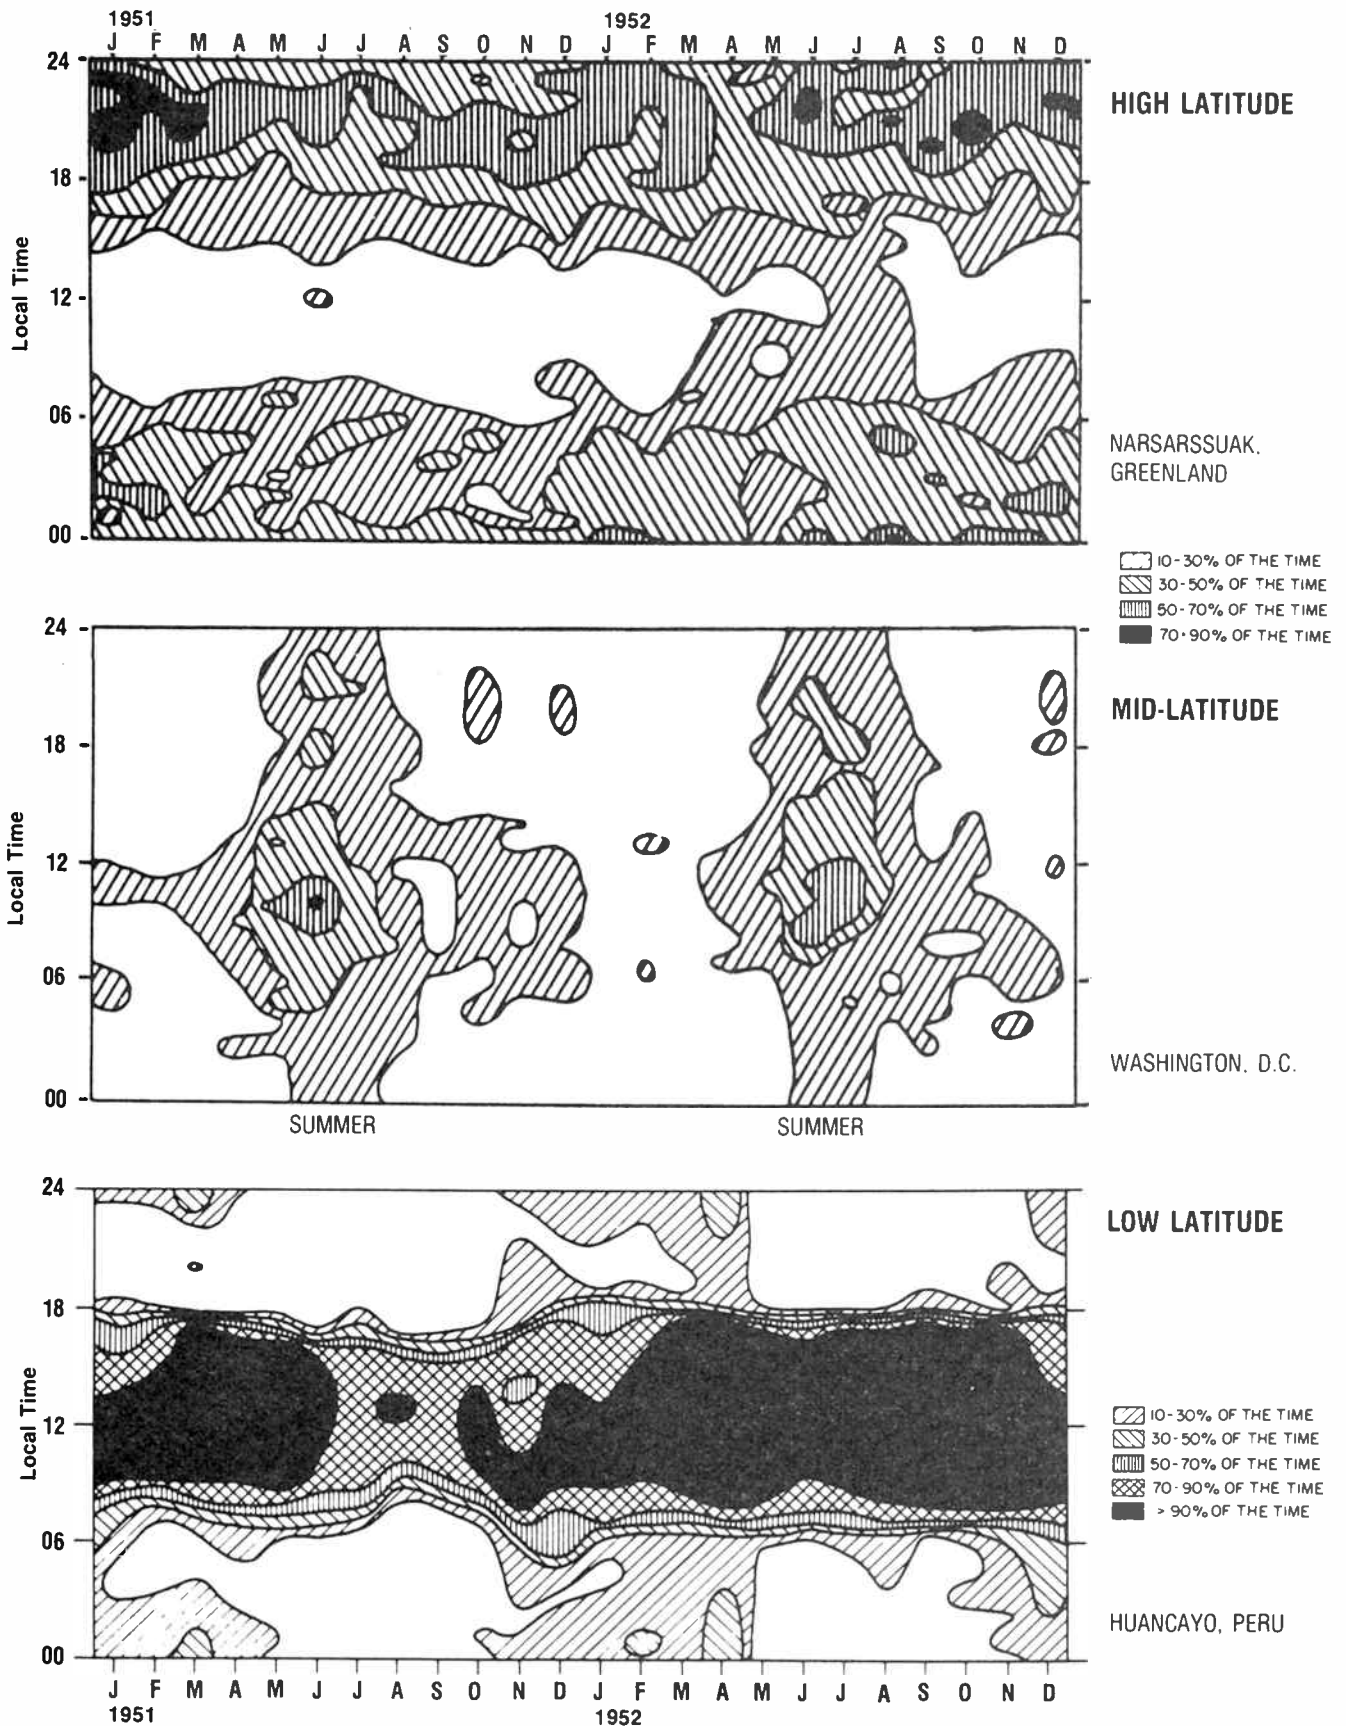 1951 1952
J F M A M J J A S O N D J F M A M J J A S O N D
24
HIGH LATITUDE
18
Local Time
12
06
NARSARSSUAK,
GREENLAND
00
10-30% OF THE TIME
30-50% OF THE TIME
50-70% OF THE TIME
70-90% OF THE TIME
24
MID-LATITUDE
18
Local Time
12
06
WASHINGTON, D.C.
00
SUMMER SUMMER
24
LOW LATITUDE
18
Local Time
12
10-30% OF THE TIME
30-50% OF THE TIME
50-70% OF THE TIME
70-90% OF THE TIME
> 90% OF THE TIME
06
HUANCAYO, PERU
00
J F M A M J J A S O N D J F M A M J J A S O N D
1951 1952